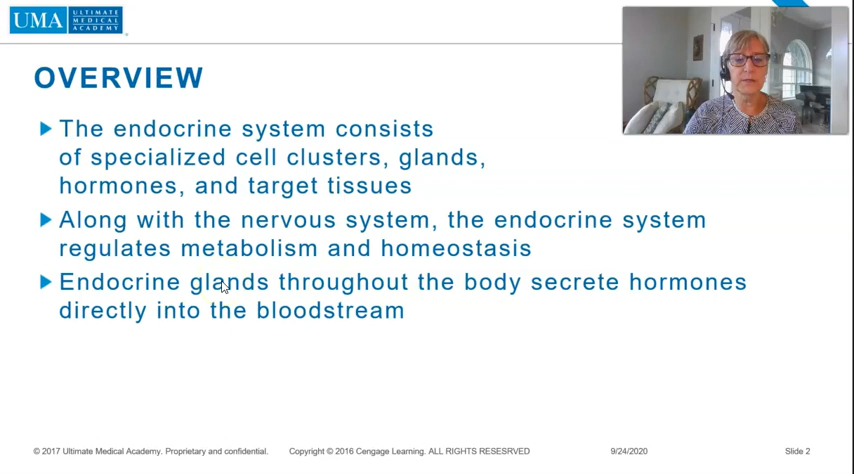 UMA ULTIMATE
MEDICAL
ACADEMY
OVERVIEW
The endocrine system consists
of specialized cell clusters, glands,
hormones, and target tissues
Along with the nervous system, the endocrine system
regulates metabolism and homeostasis
Endocrine glands throughout the body secrete hormones
directly into the bloodstream
© 2017 Ultimate Medical Academy. Proprietary and confidential. Copyright © 2016 Cengage Learning. ALL RIGHTS RESESRVED 9/24/2020 Slide 2